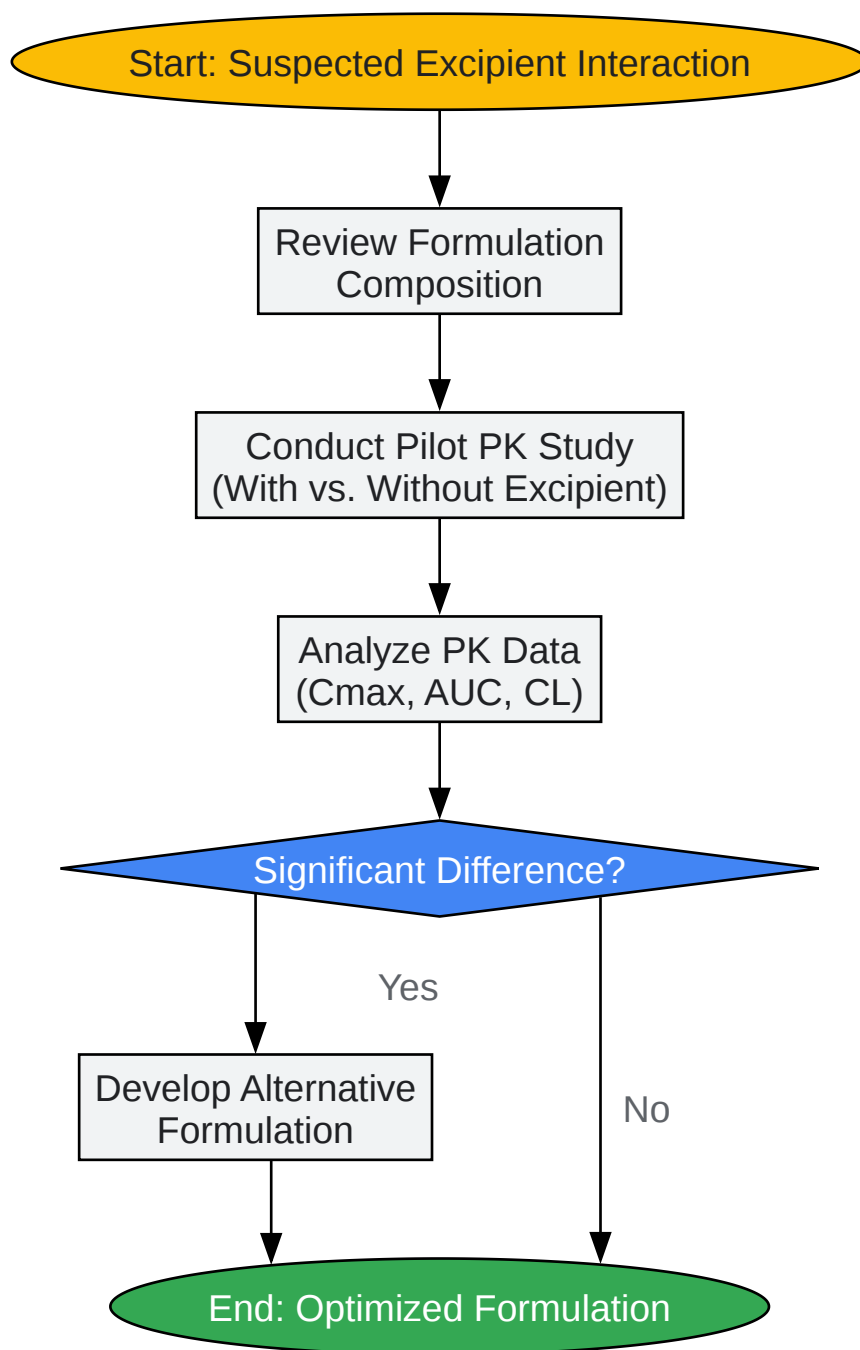 Start: Suspected Excipient Interaction
Review Formulation
Composition
Conduct Pilot PK Study
(With vs. Without Excipient)
Analyze PK Data
(Cmax, AUC, CL)
Significant Difference?
Yes
Develop Alternative
Formulation
No
End: Optimized Formulation